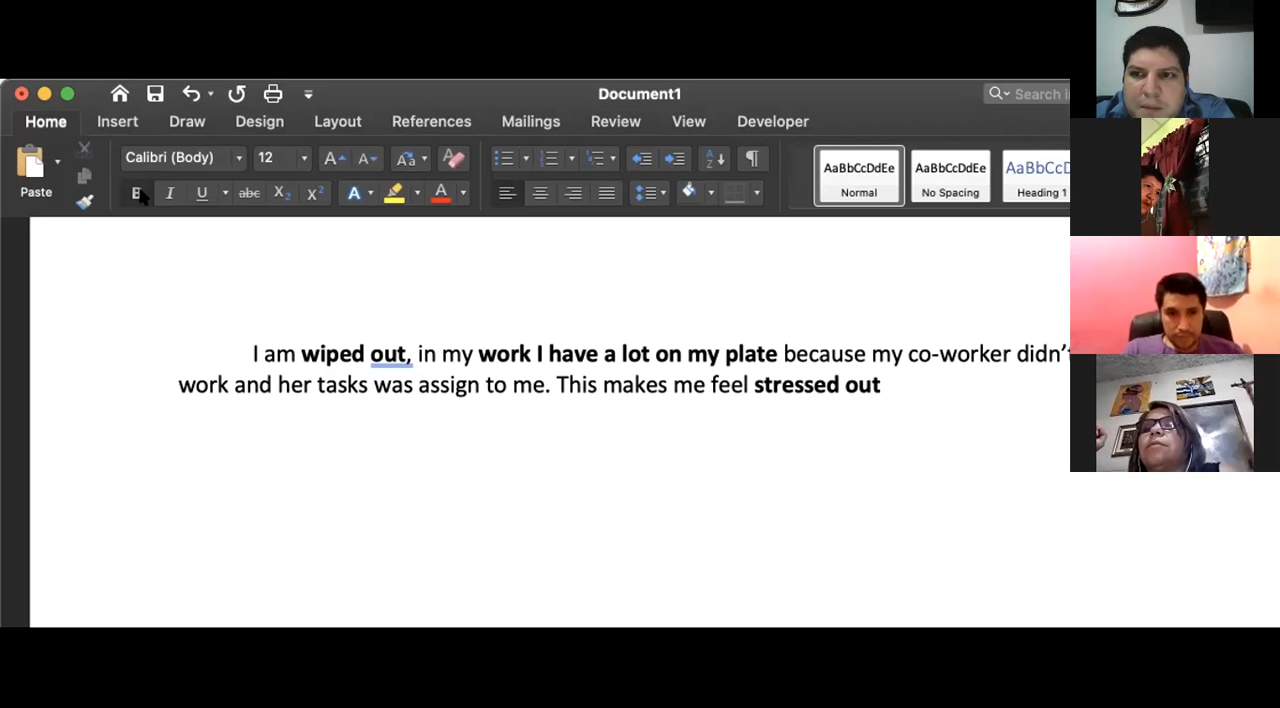 Document1
Search i
Home Insert Draw Design Layout References Mailings Review View Developer
Paste
Calibri (Body) 12
AaBbCcDdEe AaBbCcDdEe AaBbCcD
Normal No Spacing Heading 1
I am wiped out, in my work I have a lot on my plate because my co-worker didn'
work and her tasks was assign to me. This makes me feel stressed out